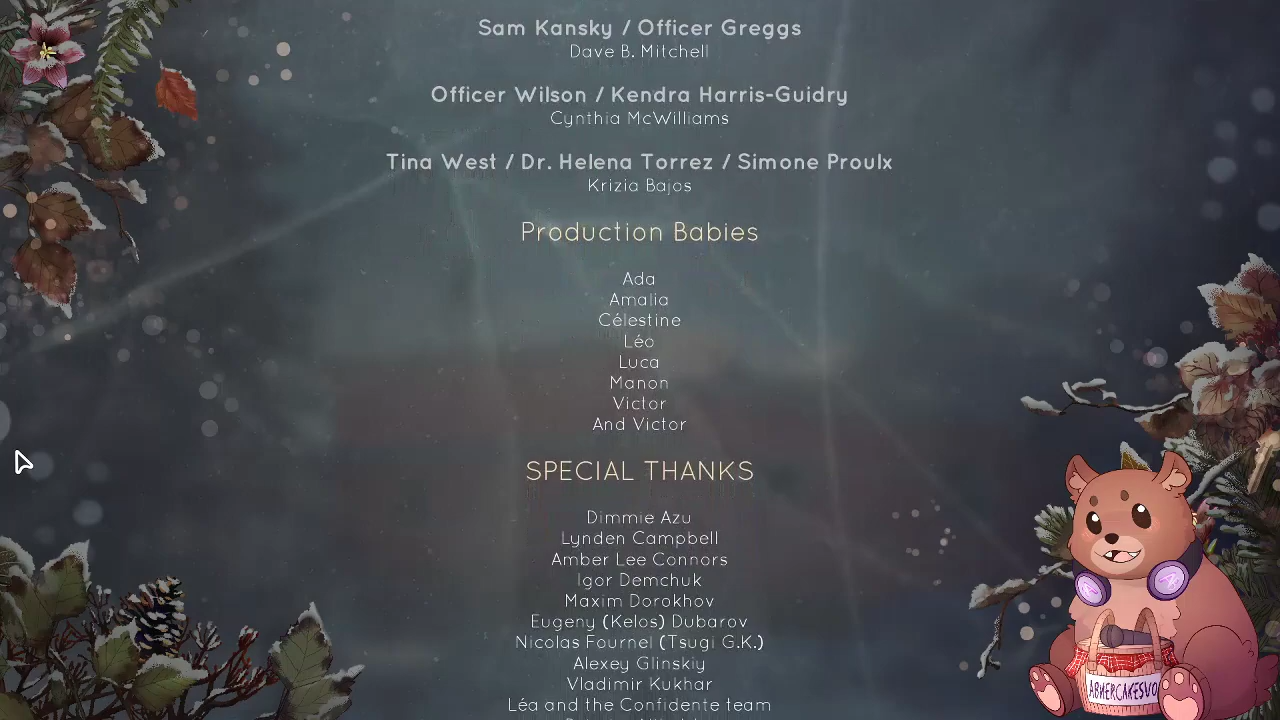 Sam Kansky / Officer Greggs
Dave B. Mitchell
Officer Wilson / Kendra Harris-Guidry
Cynthia McWilliams
Tina West / Dr. Helena Torrez / Simone Proulx
Krizia Bajos
Production Babies
Ada
Amalia
Célestine
Léo
Luca
Manon
Victor
And Victor
SPECIAL THANKS
Dimmie Azu
Lynden Campbell
Amber Lee Connors
Igor Demchuk
Maxim Dorokhov
Eugeny (Kelos) Dubarov
Nicolas Fournel (Tsugi G.K.)
Alexey Glinskiy
Vladimir Kukhar
Léa and the Confidente team